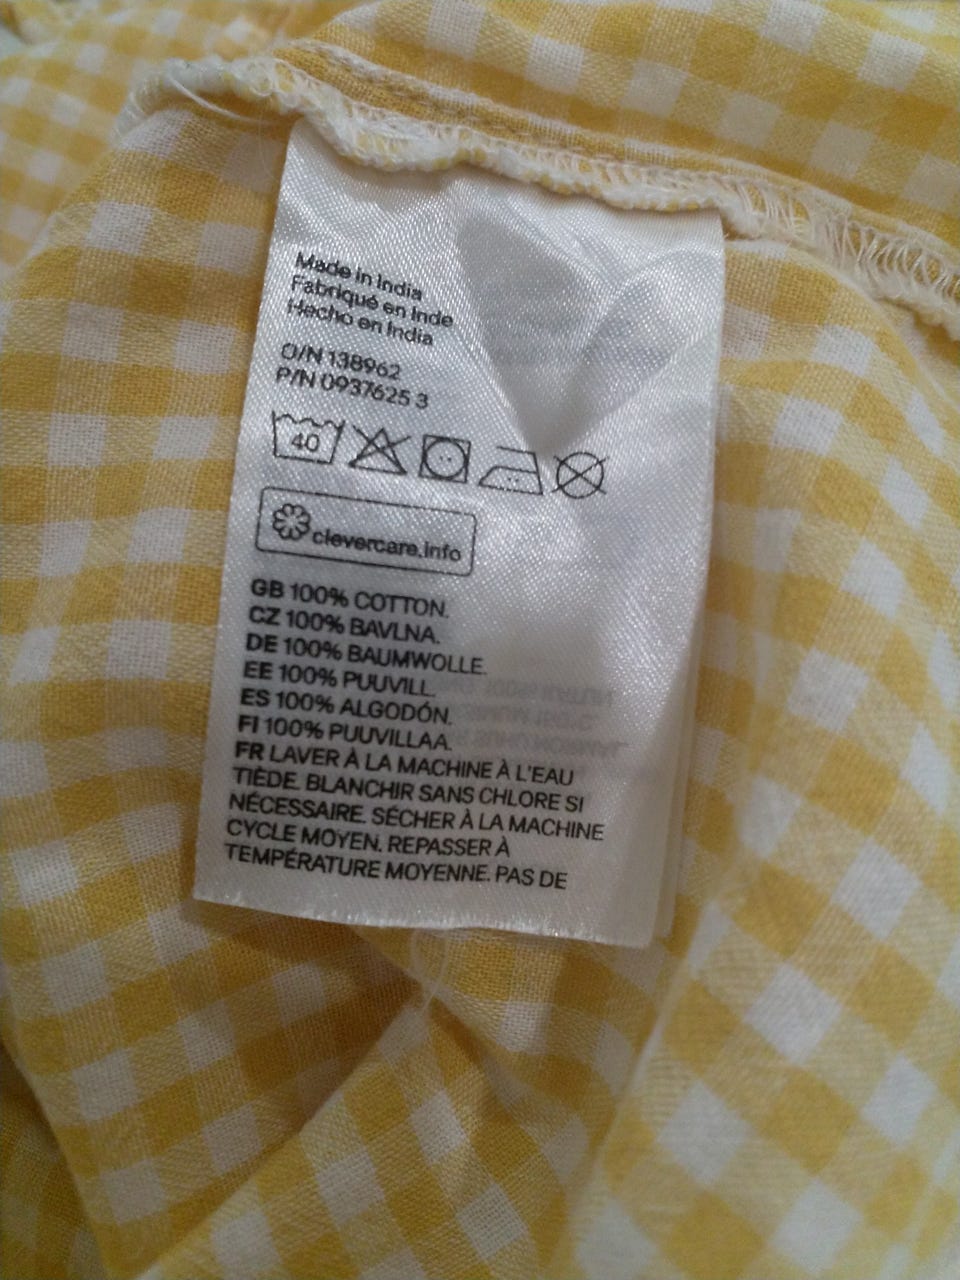 Made in India
Fabriqué en Inde
Hecho en India
O/N 138962
P/N 0937625 3
40
clevercare.info
GB 100% COTTON.
CZ 100% BAVLNA.
DE 100% BAUMWOLLE.
EE 100% PUUVILL.
ES 100% ALGODÓN.
FI 100% PUUVILLAA.
FR LAVER À LA MACHINE À L'EAU
TIÈDE. BLANCHIR SANS CHLORE SI
NÉCESSAIRE. SÉCHER À LA MACHINE
CYCLE MOYEN. REPASSER À
TEMPÉRATURE MOYENNE. PAS DE